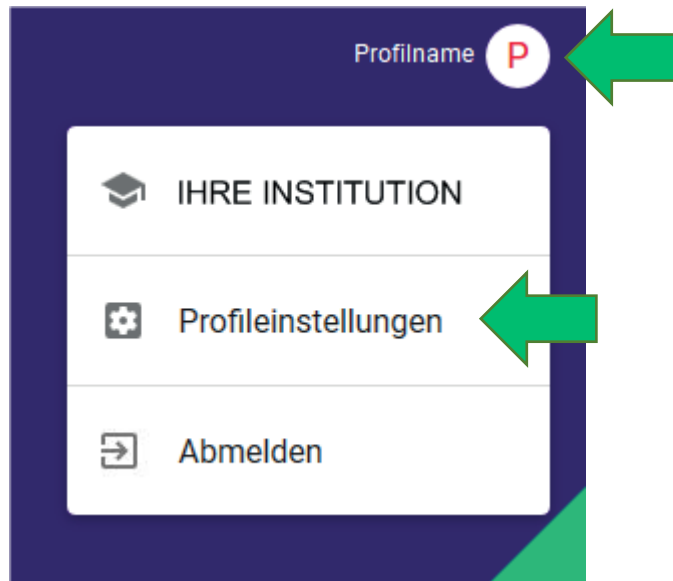 Profilname P
IHRE INSTITUTION
Profileinstellungen
Abmelden